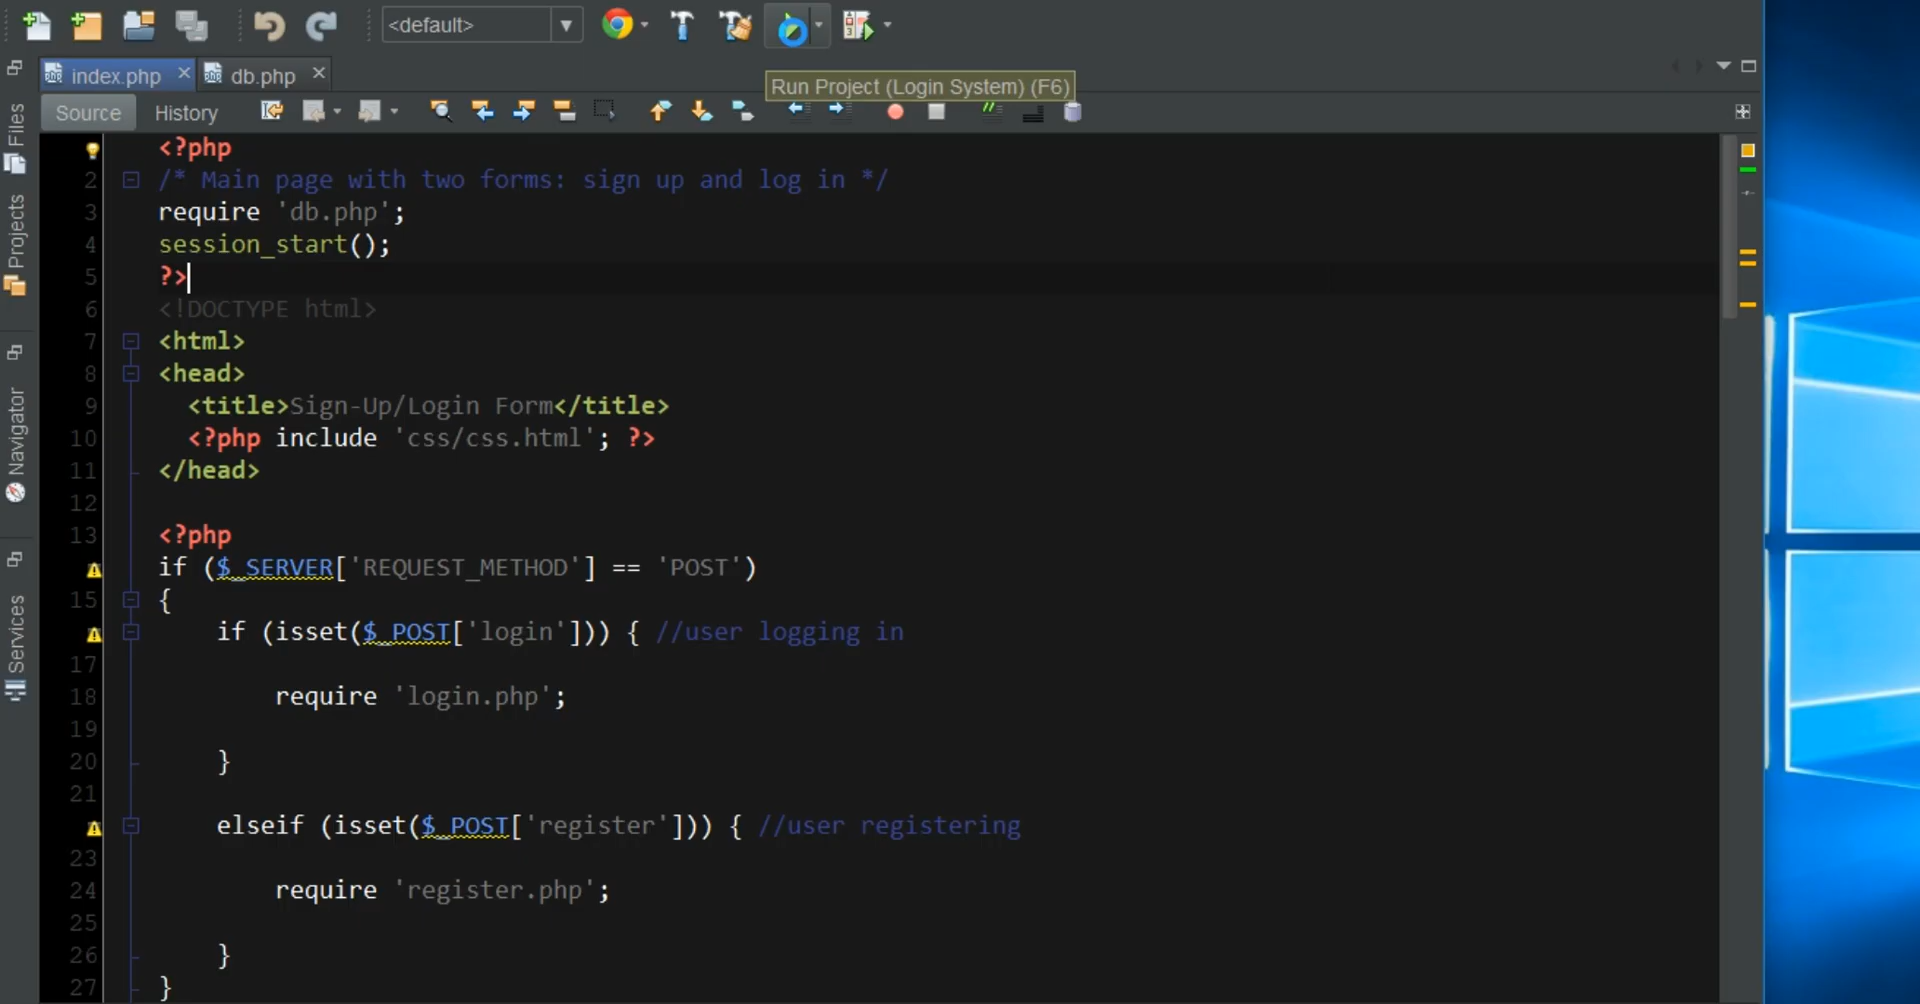 <default>
index.php
db.php
Run Project (Login System) (F6)
Source
History
Files
Projects
Navigator
Services
<?php
2 /* Main page with two forms: sign up and log in */
3 require 'db.php';
4 session_start();
5 ?>
6 <!DOCTYPE html>
7 <html>
8 <head>
9 <title>Sign-Up/Login Form</title>
10 <?php include 'css/css.html'; ?>
11 </head>
12
13 <?php
if ($_SERVER['REQUEST_METHOD'] == 'POST')
15 {
if (isset($_POST['login'])) { //user logging in
17
18 require 'login.php';
19
20 }
21
elseif (isset($_POST['register'])) { //user registering
23
24 require 'register.php';
25
26 }
27 }